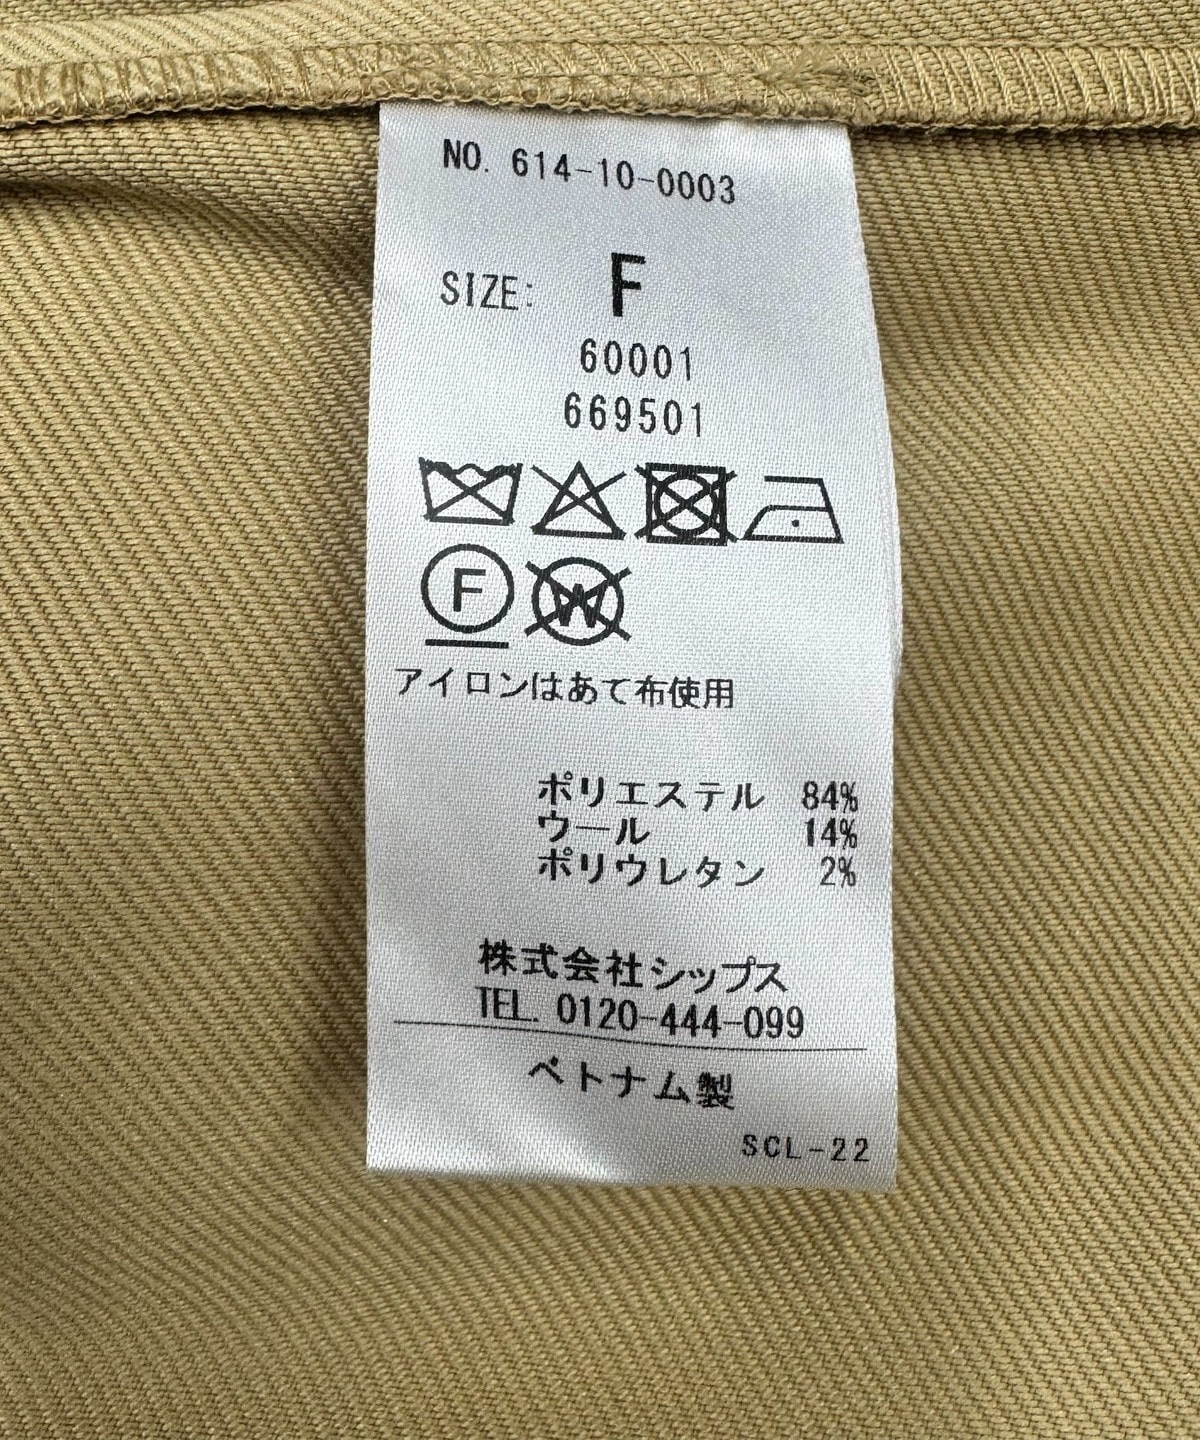 NO. 614-10-0003
SIZE: F
60001
669501
F
W
アイロンはあて布使用
ポリエステル 84%
ウール 14%
ポリウレタン 2%
株式会社シップス
TEL. 0120-444-099
ベトナム製
SCL-22